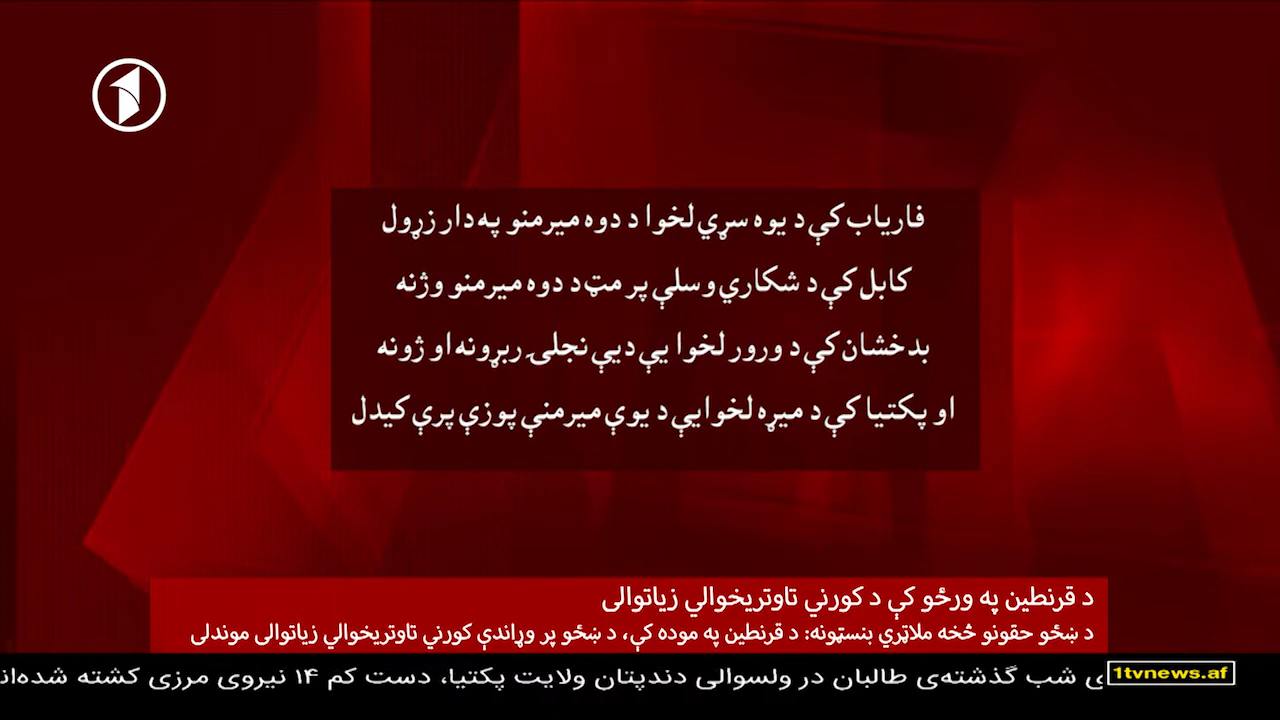 فاریاب کې د یوه سړي لخوا د دوه میرمنو په دار زړول
کابل کې د ښکاري وسلې پر مټ د دوه میرمنو وژنه
بدخشان کې د ورور لخوا یې دیې نجلۍ ربړونه او ژونه
او پکتیا کې د میړه لخوا یې د یوې میرمنې پوزې پرې کیدل
د قرنطین په ورځو کې د کورني تاوتریخوالي زیاتوالی
د ښځو حقونو څخه ملاتړي بنسټونه: د قرنطین په موده کې، د ښځو پر وړاندې کورني تاوتریخوالي زیاتوالی موندلی
ی شب گذشته‌ی طالبان در ولسوالی دندپتان ولایت پکتیا، دست کم ۱۴ نیروی مرزی کشته شده‌اند
1tvnews.af